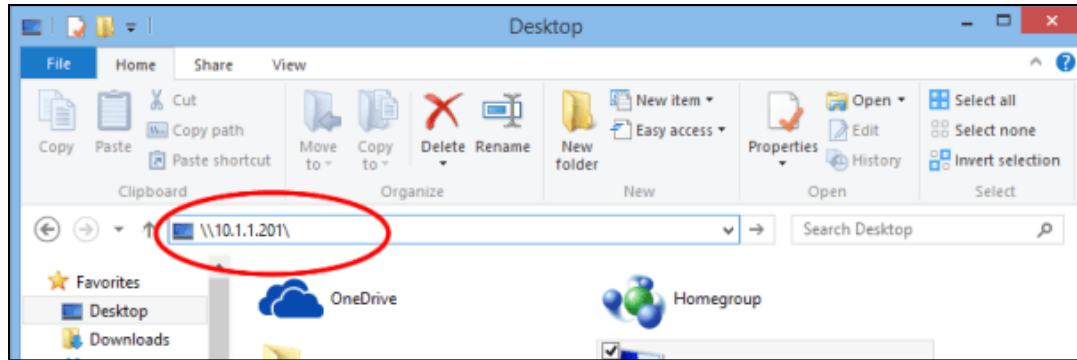 Desktop
File Home Share View
Copy
Paste
Cut
Copy path
Paste shortcut
Clipboard
Move to
Copy to
Delete
Rename
Organize
New folder
New item
Easy access
New
Properties
Open
Edit
History
Open
Select all
Select none
Invert selection
Select
\\10.1.1.201\
Search Desktop
Favorites
Desktop
Downloads
OneDrive
Homegroup